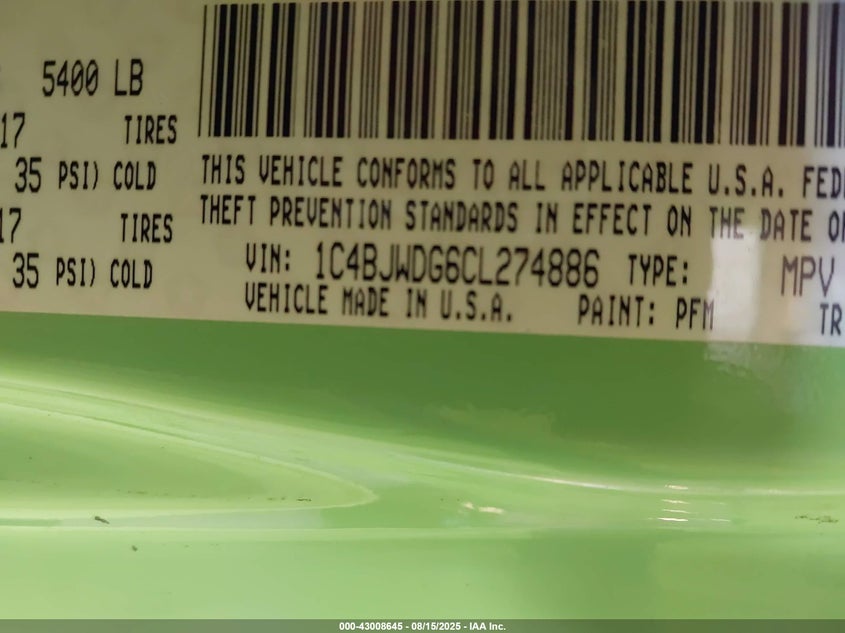 5400 LB
17 TIRES
35 PSI) COLD
17 TIRES
35 PSI) COLD
THIS VEHICLE CONFORMS TO ALL APPLICABLE U.S.A.
THEFT PREVENTION STANDARDS IN EFFECT ON THE DATE
VIN: 1C4BJWDG6CL274886 TYPE: MPV
VEHICLE MADE IN U.S.A. PAINT: PFM TR
000-43008645 - 08/15/2025 - IAA Inc.